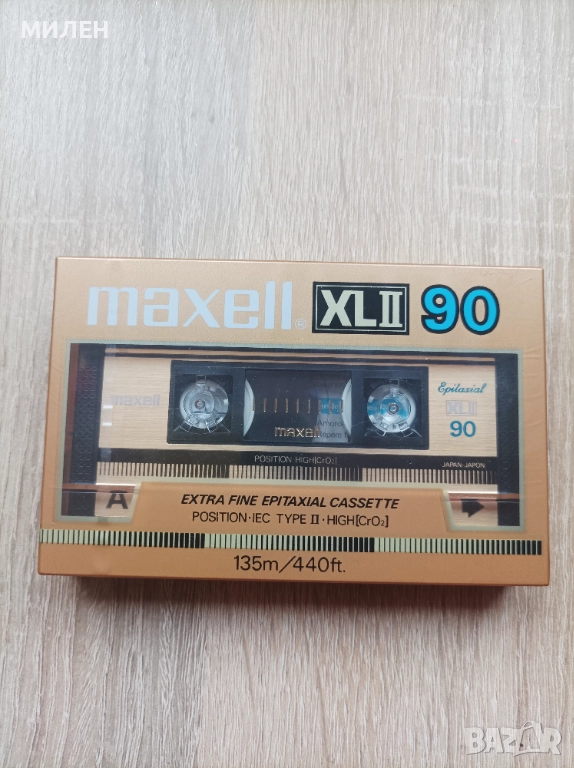 МИЛЕН
maxell® XLII 90
maxell
Epitaxial
XLII
90
maxell
POSITION HIGH[CrO₂]
JAPAN·JAPON
A
EXTRA FINE EPITAXIAL CASSETTE
POSITION·IEC TYPE II·HIGH[CrO₂]
135m/440ft.
BAZAR